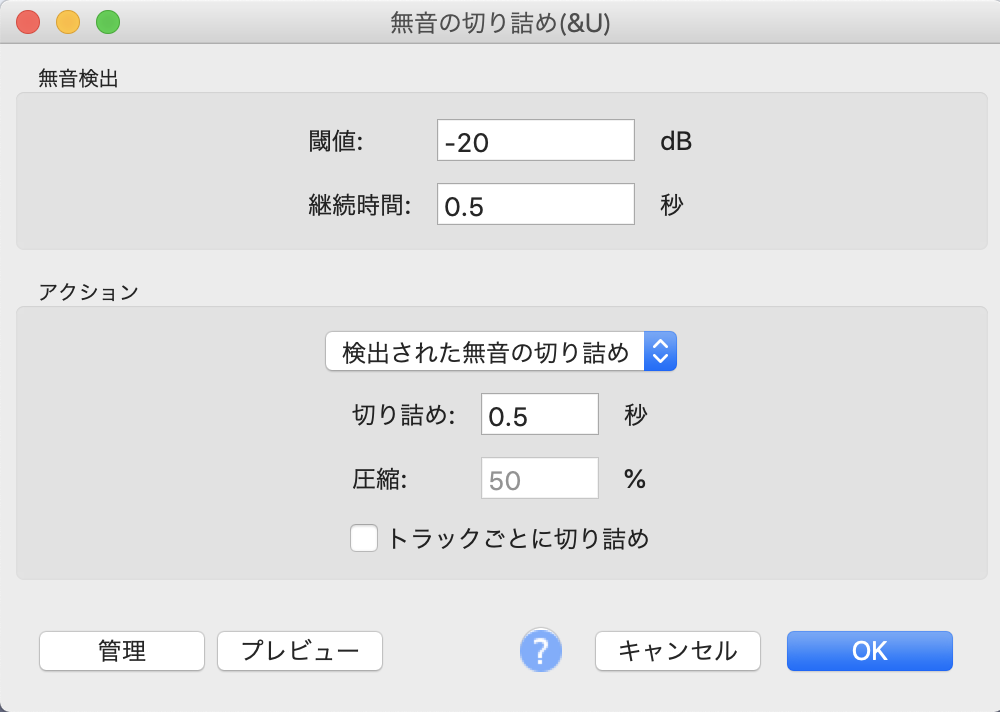 無音の切り詰め(&U)
無音検出
閾値: -20 dB
継続時間: 0.5 秒
アクション
検出された無音の切り詰め
切り詰め: 0.5 秒
圧縮: 50 %
トラックごとに切り詰め
管理 プレビュー ? キャンセル OK